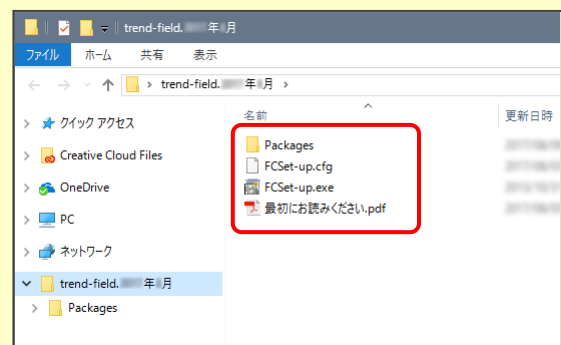 trend-field. 年 月
ファイル ホーム 共有 表示
trend-field. 年 月
名前 更新日時
クイック アクセス
Creative Cloud Files
OneDrive
PC
ネットワーク
trend-field. 年 月
Packages
Packages
FCSet-up.cfg
FCSet-up.exe
最初にお読みください.pdf